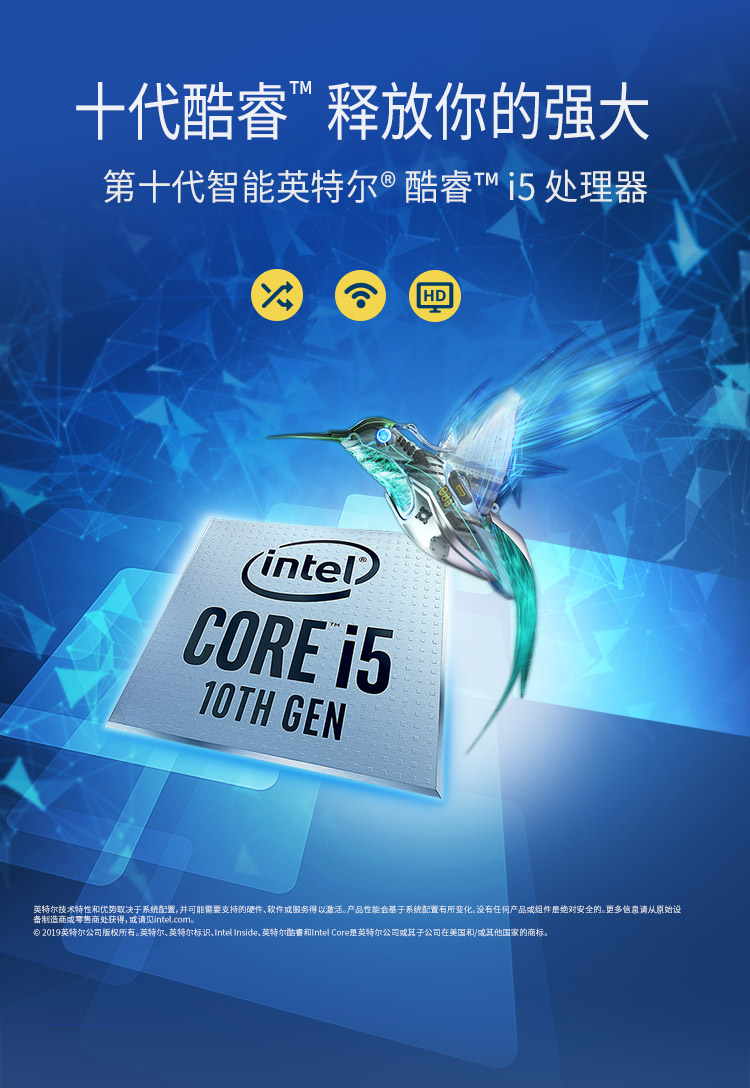 十代酷睿™ 释放你的强大
第十代智能英特尔® 酷睿™ i5 处理器
HD
intel®
CORE™ i5
10TH GEN
英特尔技术特性和优势取决于系统配置,并可能需要支持的硬件、软件或服务得以激活。产品性能会基于系统配置有所变化。没有任何产品或组件是绝对安全的。更多信息请从原始设
备制造商或零售商处获得,或请见intel.com。
© 2019英特尔公司版权所有。英特尔、英特尔标识、Intel Inside、英特尔酷睿和Intel Core是英特尔公司或其子公司在美国和/或其他国家的商标。